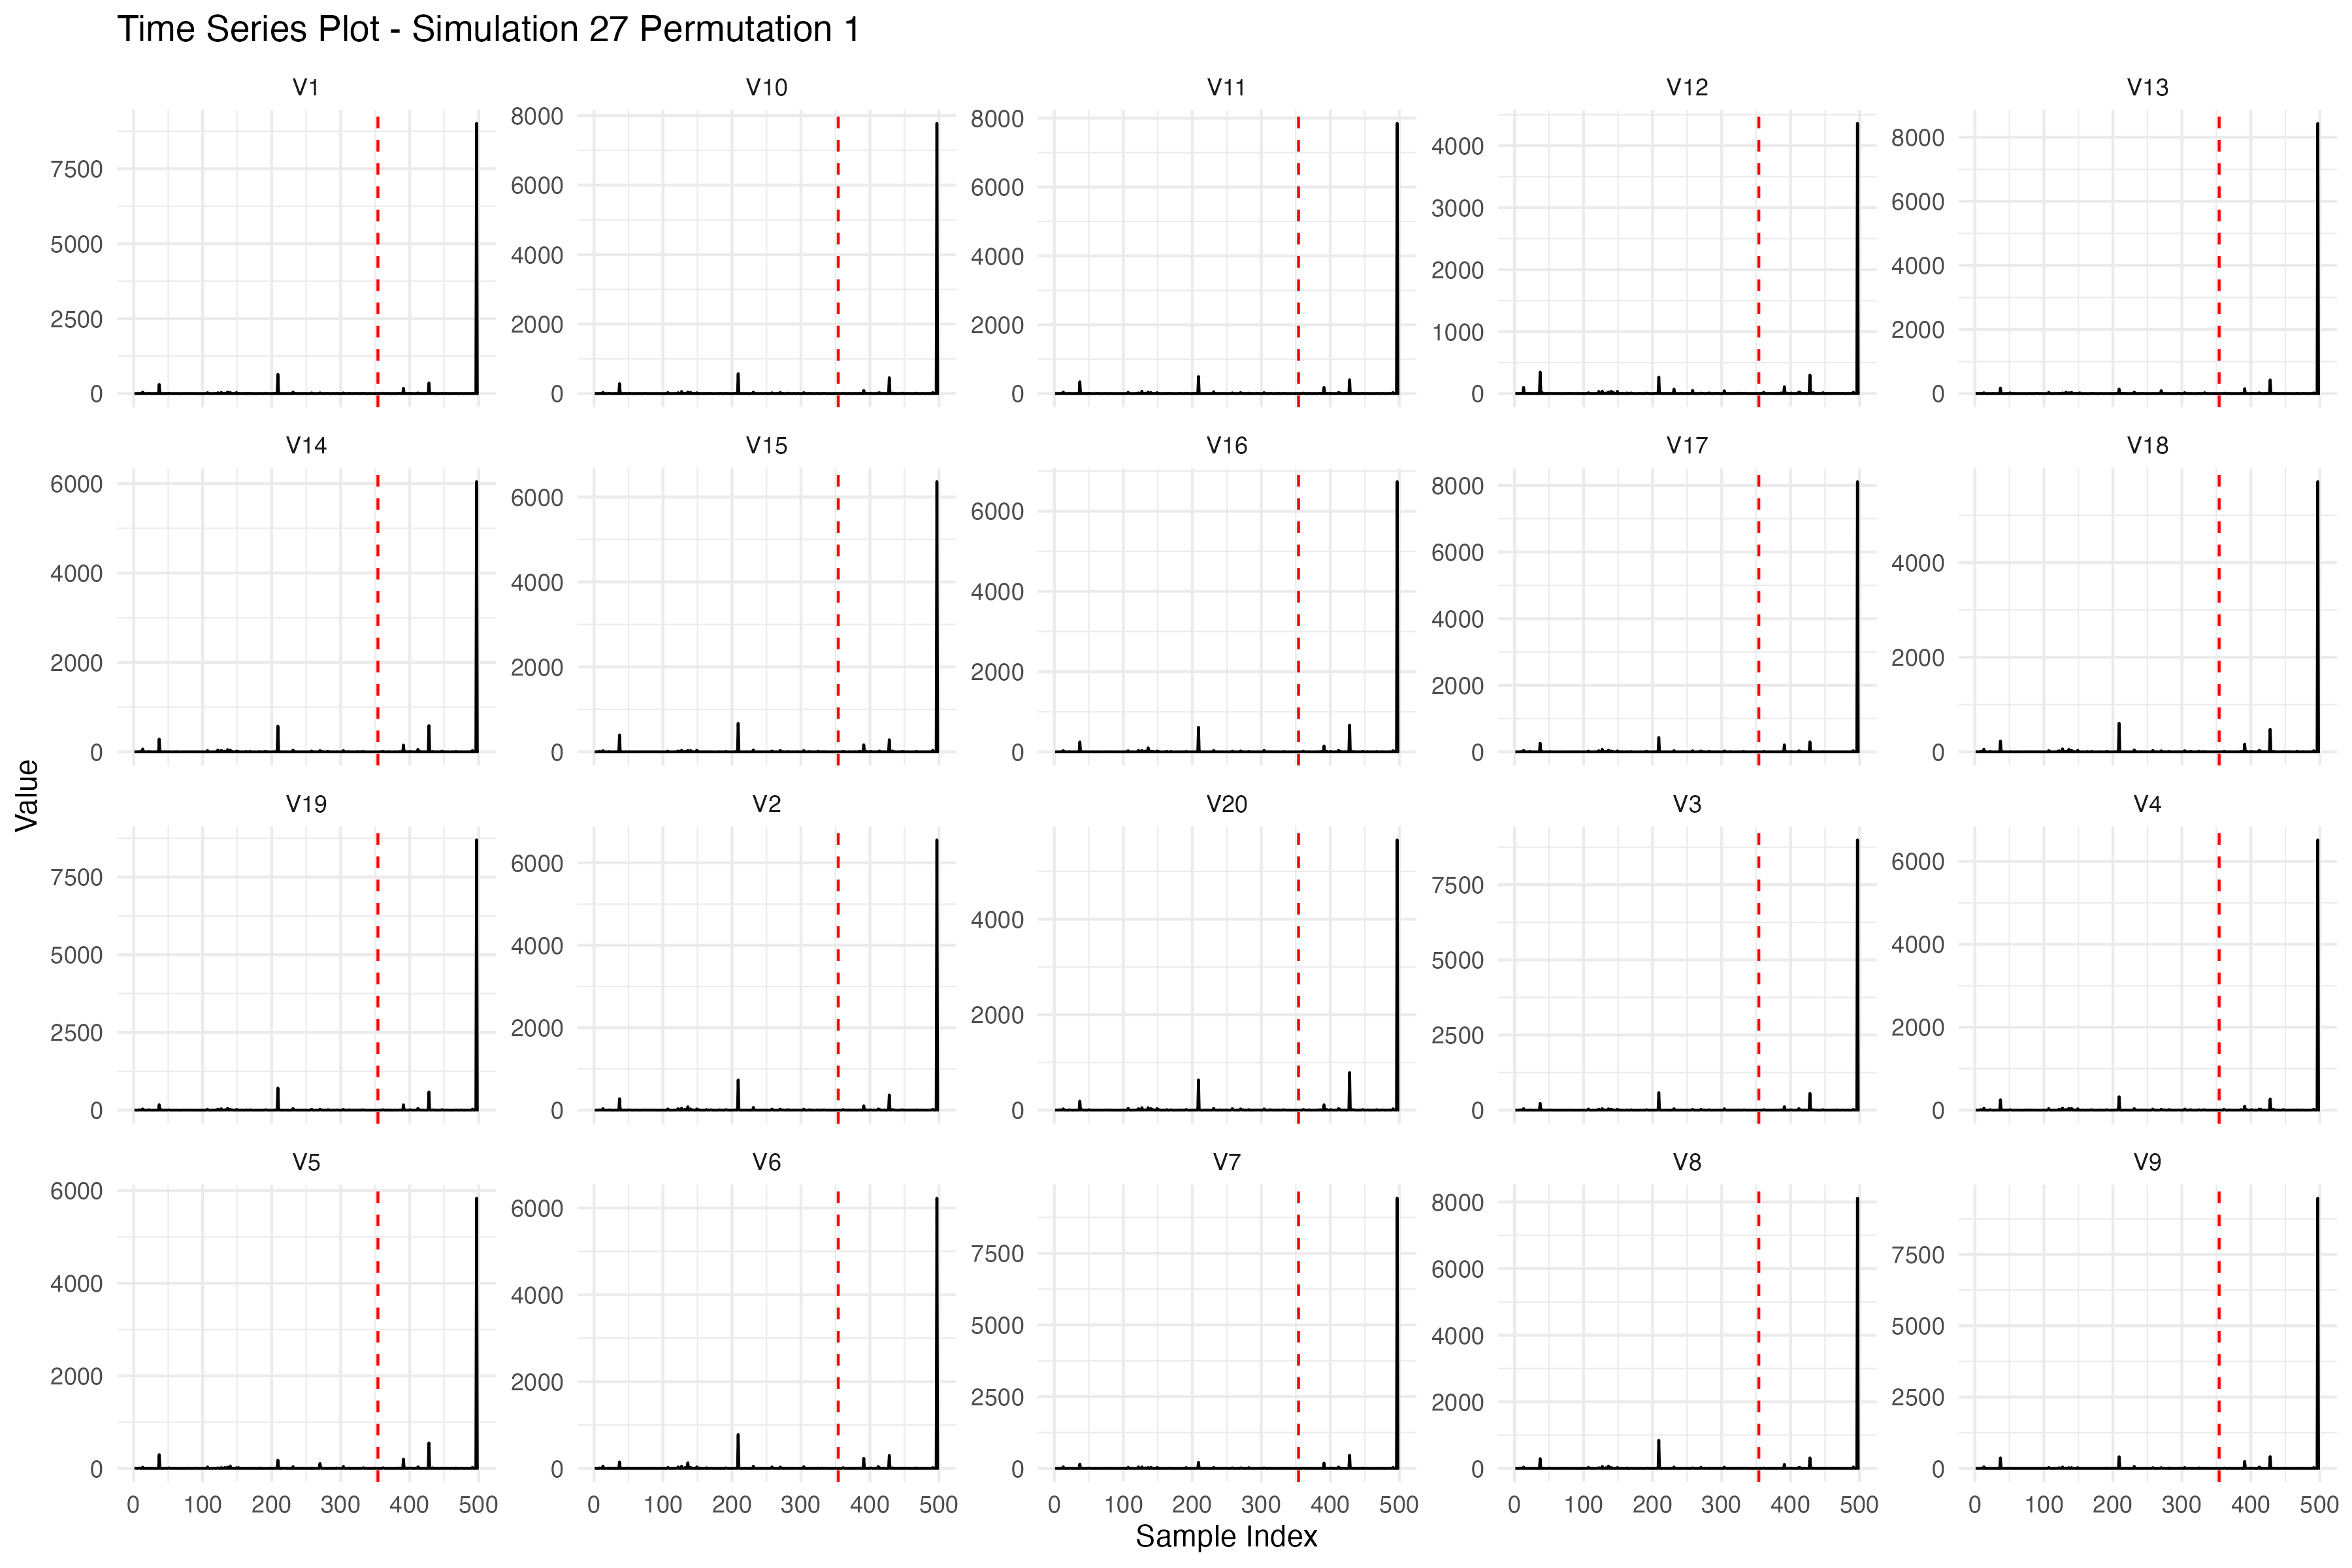 Time Series Plot - Simulation 27 Permutation 1
V1 V10 V11 V12 V13
7500 5000 2500 0
8000 6000 4000 2000 0
8000 6000 4000 2000 0
4000 3000 2000 1000 0
8000 6000 4000 2000 0
V14 V15 V16 V17 V18
6000 4000 2000 0
6000 4000 2000 0
6000 4000 2000 0
8000 6000 4000 2000 0
4000 2000 0
Value
V19 V2 V20 V3 V4
7500 5000 2500 0
6000 4000 2000 0
4000 2000 0
7500 5000 2500 0
6000 4000 2000 0
V5 V6 V7 V8 V9
6000 4000 2000 0
6000 4000 2000 0
7500 5000 2500 0
8000 6000 4000 2000 0
7500 5000 2500 0
0 100 200 300 400 500 0 100 200 300 400 500 0 100 200 300 400 500 0 100 200 300 400 500 0 100 200 300 400 500
Sample Index